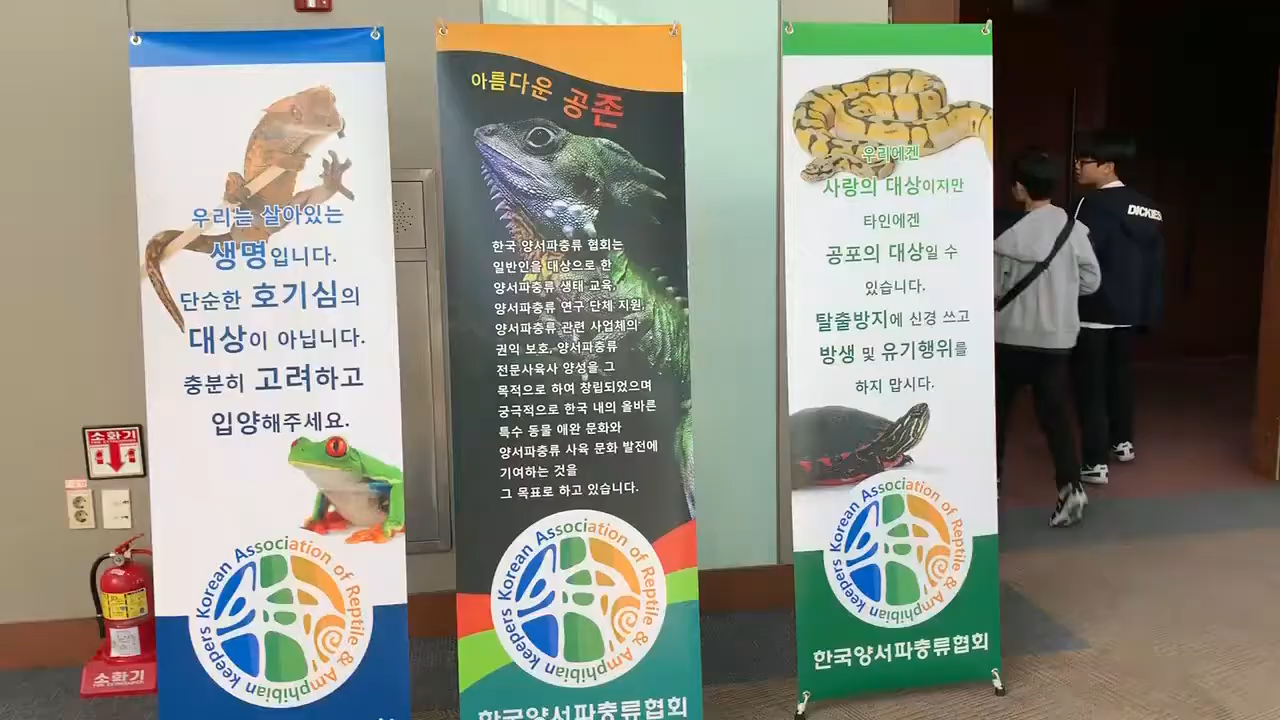 우리는 살아있는
생명입니다.
단순한 호기심의
대상이 아닙니다.
충분히 고려하고
입양해주세요.
Korean Association of Reptile & Amphibian keepers
아름다운 공존
한국 양서파충류 협회는
일반인을 대상으로 한
양서파충류 생태 교육,
양서파충류 연구 단체 지원,
양서파충류 관련 사업체의
권익 보호, 양서파충류
전문사육사 양성을 그
목적으로 하여 창립되었으며
궁극적으로 한국 내의 올바른
특수 동물 애완 문화와
양서파충류 사육 문화 발전에
기여하는 것을
그 목표로 하고 있습니다.
Korean Association of Reptile & Amphibian keepers
한국양서파충류협회
우리에겐
사랑의 대상이지만
타인에겐
공포의 대상일 수
있습니다.
탈출방지에 신경 쓰고
방생 및 유기행위를
하지 맙시다.
Korean Association of Reptile & Amphibian keepers
한국양서파충류협회
DICKIES
소화기
소화기